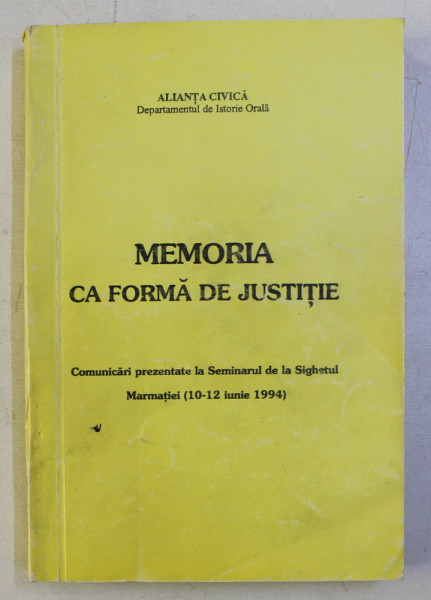 ALIANȚA CIVICĂ
Departamentul de Istorie Orală
MEMORIA
CA FORMĂ DE JUSTIȚIE
Comunicări prezentate la Seminarul de la Sighetul
Marmației (10-12 iunie 1994)